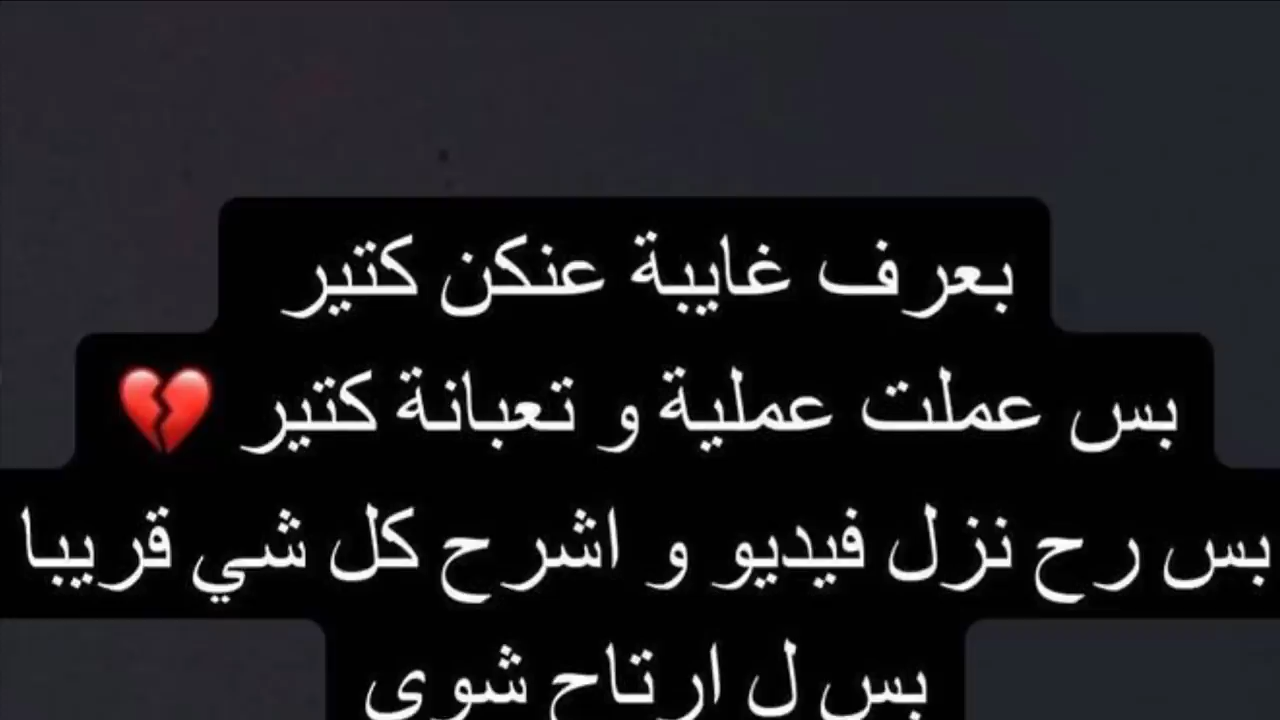 بعرف غايبة عنكن كتير
بس عملت عملية و تعبانة كتير 💔
بس رح نزل فيديو و اشرح كل شي قريبا
بس ل ارتاح شوي